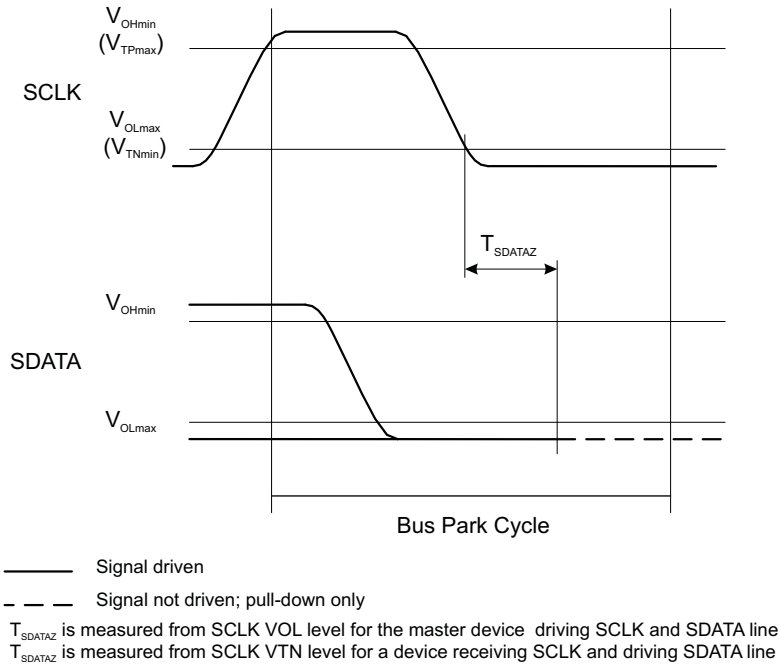 V_OHmin
(V_TPmax)
SCLK
V_OLmax
(V_TNmin)
T_SDATAZ
V_OHmin
SDATA
V_OLmax
Bus Park Cycle
Signal driven
Signal not driven; pull-down only
T_SDATAZ is measured from SCLK VOL level for the master device driving SCLK and SDATA line
T_SDATAZ is measured from SCLK VTN level for a device receiving SCLK and driving SDATA line